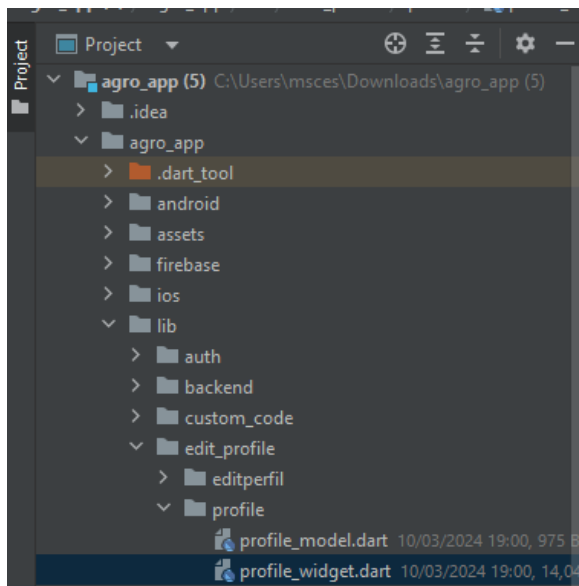 Project
Project
agro_app (5) C:\Users\msces\Downloads\agro_app (5)
.idea
agro_app
.dart_tool
android
assets
firebase
ios
lib
auth
backend
custom_code
edit_profile
editperfil
profile
profile_model.dart 10/03/2024 19:00, 975 B
profile_widget.dart 10/03/2024 19:00, 14,04